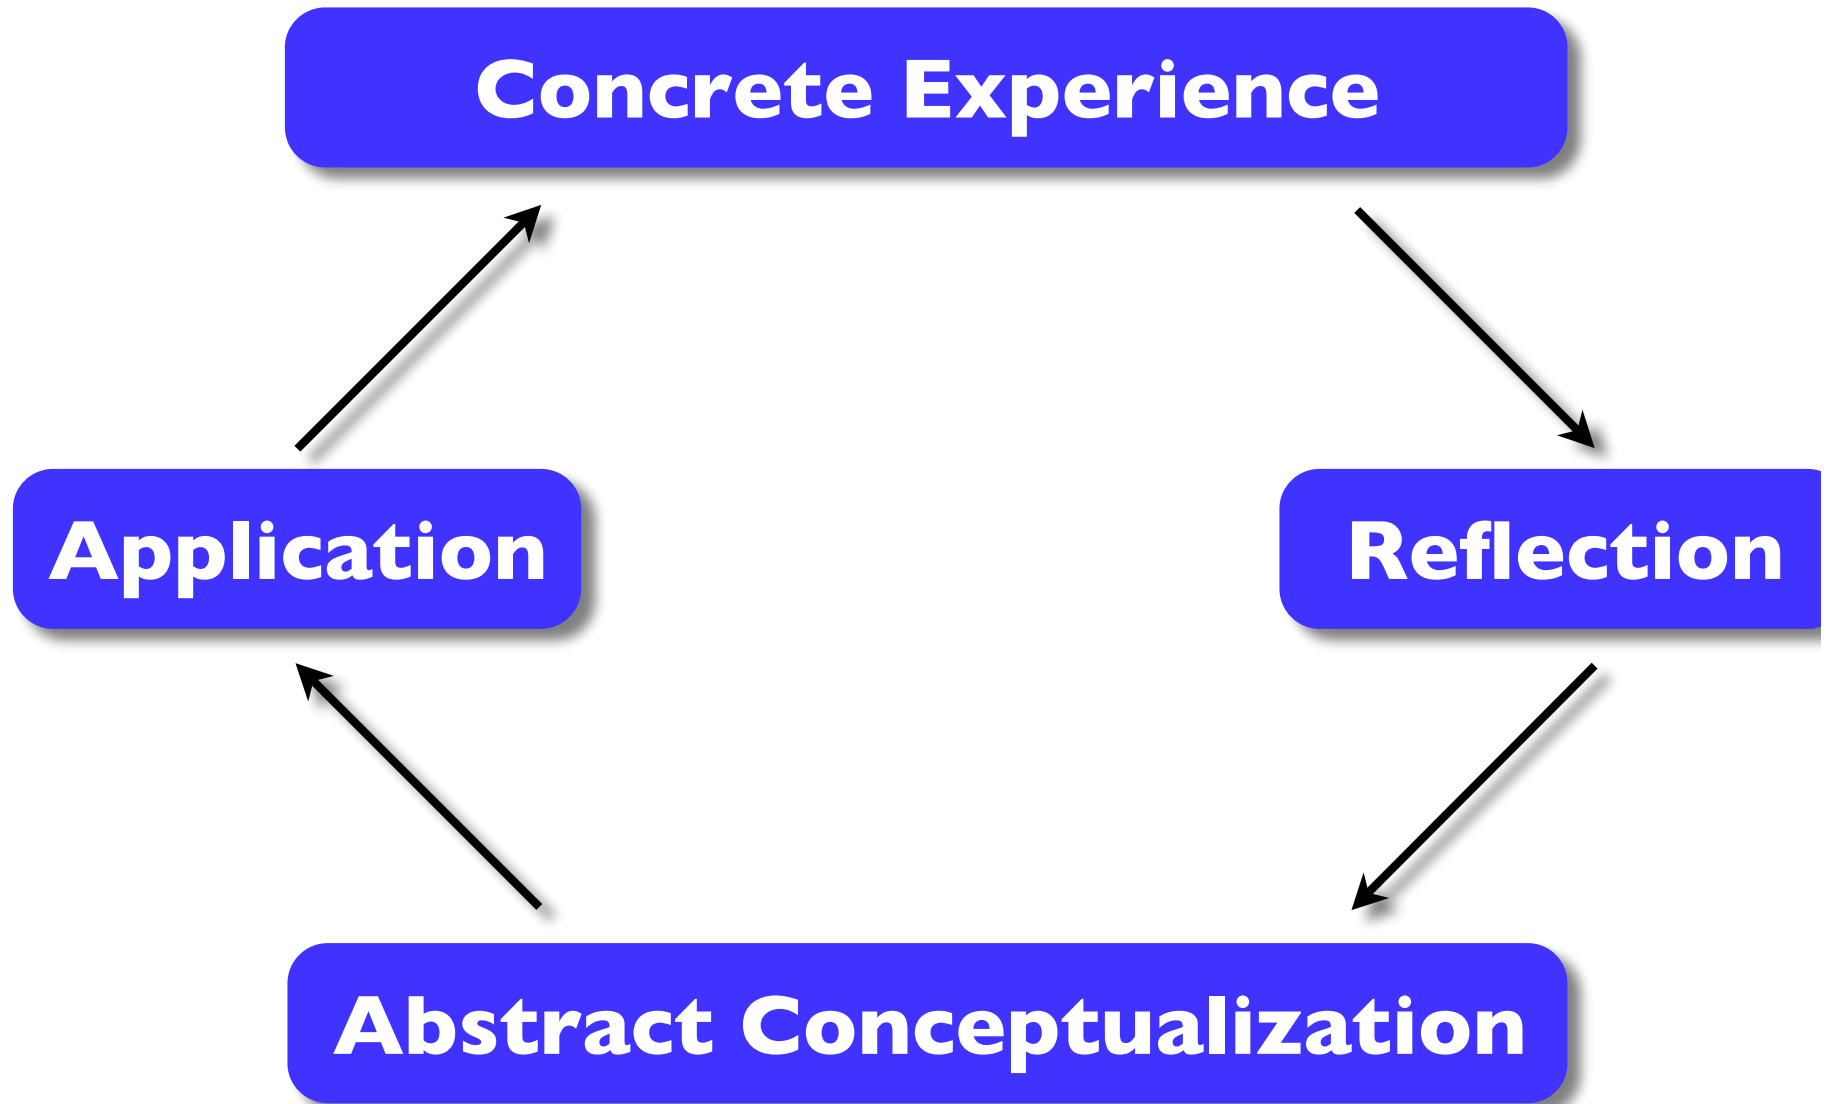 Concrete Experience
Application
Reflection
Abstract Conceptualization